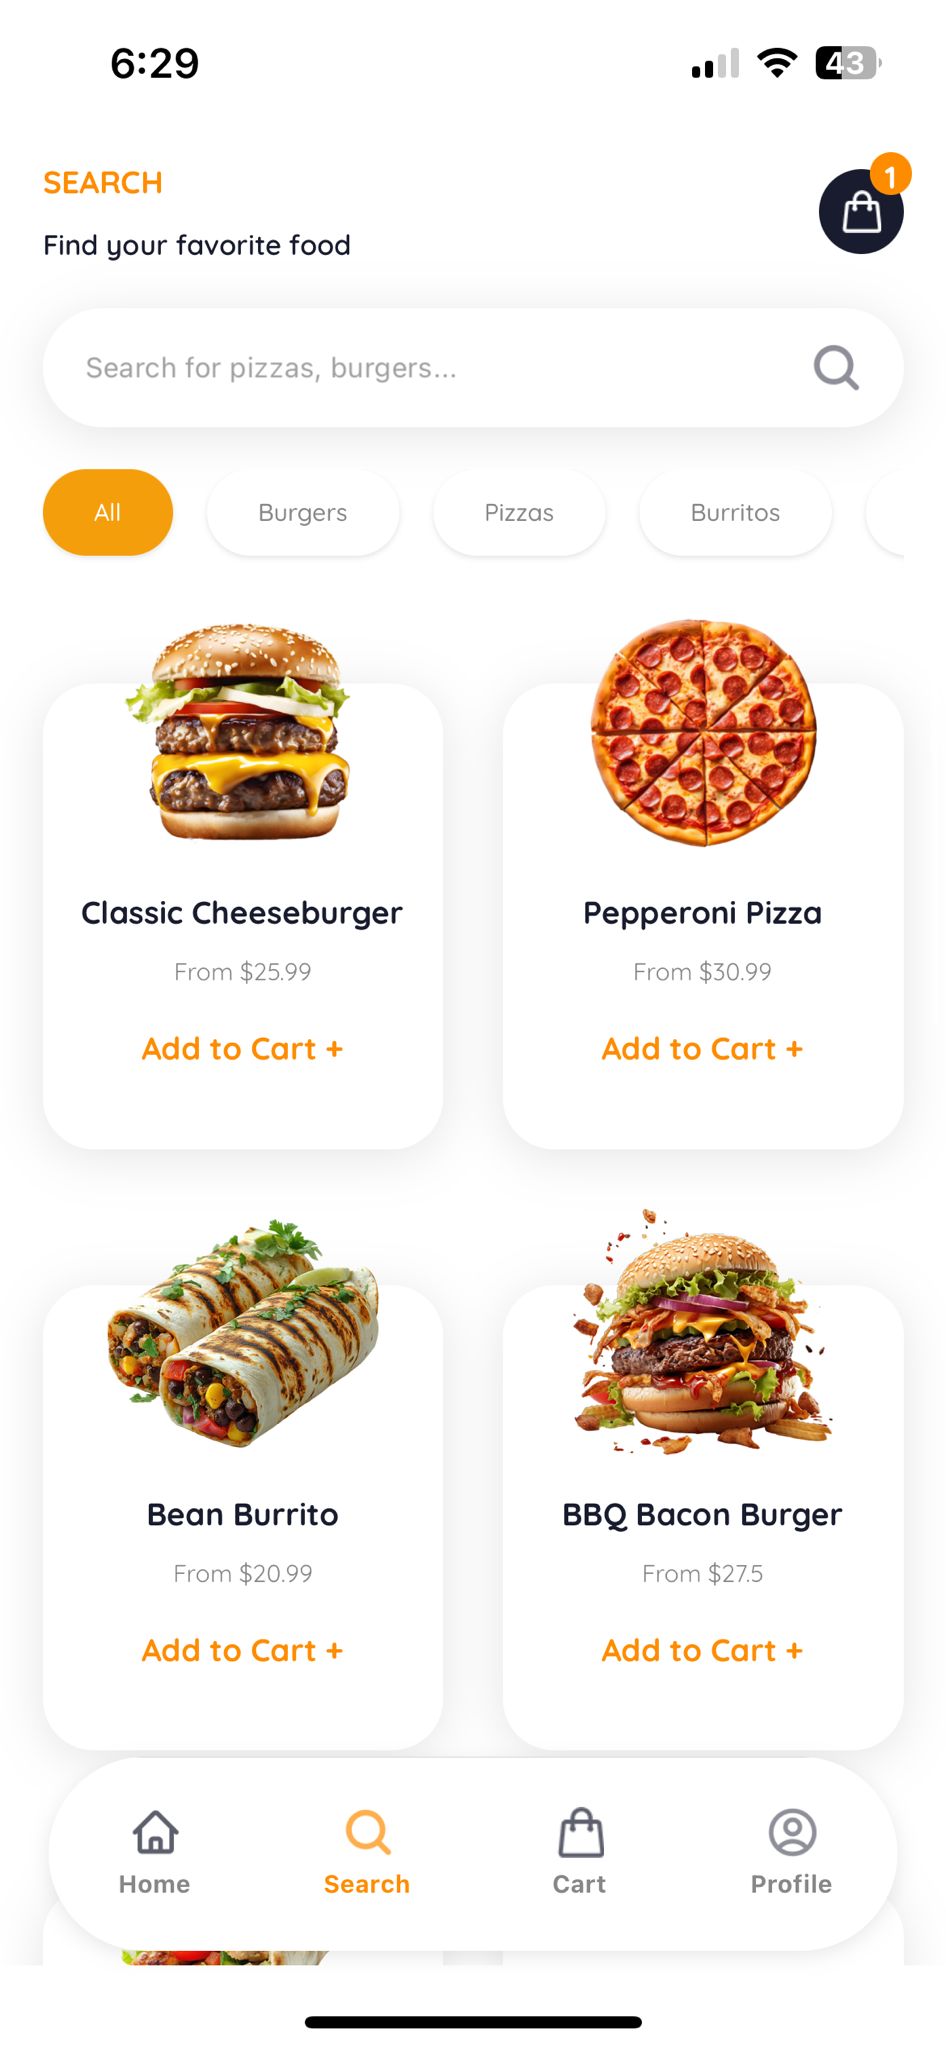 6:29
43
SEARCH
1
Find your favorite food
Search for pizzas, burgers...
All
Burgers
Pizzas
Burritos
Classic Cheeseburger
Pepperoni Pizza
From $25.99
From $30.99
Add to Cart +
Add to Cart +
Bean Burrito
BBQ Bacon Burger
From $20.99
From $27.5
Add to Cart +
Add to Cart +
Home
Search
Cart
Profile